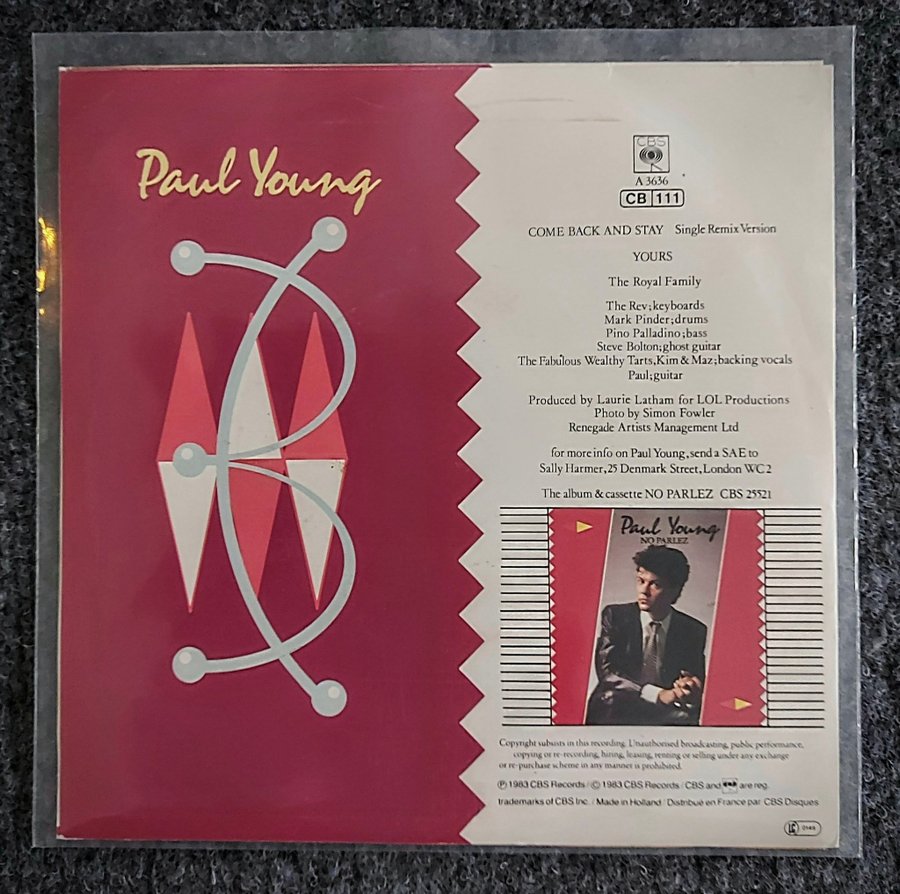 Paul Young
CBS
A 3636
CB 111
COME BACK AND STAY Single Remix Version
YOURS
The Royal Family
The Rev;keyboards
Mark Pinder;drums
Pino Palladino;bass
Steve Bolton;ghost guitar
The Fabulous Wealthy Tarts,Kim & Maz;backing vocals
Paul;guitar
Produced by Laurie Latham for LOL Productions
Photo by Simon Fowler
Renegade Artists Management Ltd
for more info on Paul Young,send a SAE to
Sally Harmer,25 Denmark Street,London WC2
The album & cassette NO PARLEZ CBS 25521
Paul Young
NO PARLEZ
Copyright subsists in this recording. Unauthorised broadcasting, public performance,
copying or re-recording, hiring, leasing, renting or selling under any exchange
or re-purchase scheme in any manner is prohibited.
Ⓟ 1983 CBS Records / © 1983 CBS Records / CBS and are reg.
trademarks of CBS Inc. / Made in Holland / Distribué en France par CBS Disques
LC 0149